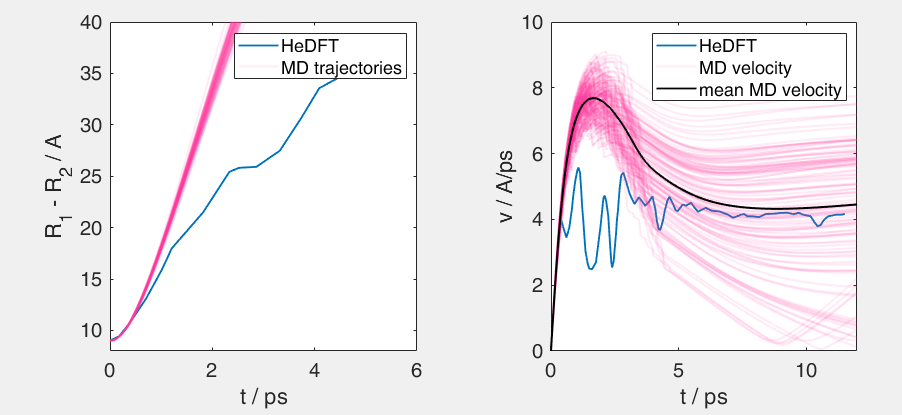 40
35
30
25
20
15
10
0
2
4
6
t / ps
R1 - R2 / A
HeDFT
MD trajectories
10
8
6
4
2
0
0
5
10
t / ps
v / A/ps
HeDFT
MD velocity
mean MD velocity